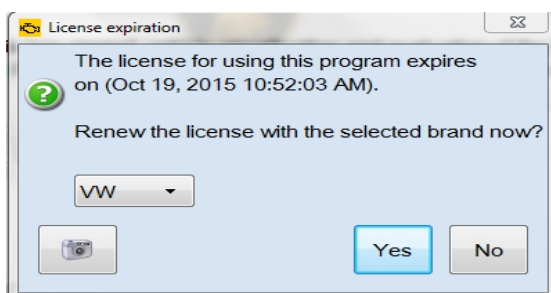 License expiration
The license for using this program expires
on (Oct 19, 2015 10:52:03 AM).
Renew the license with the selected brand now?
VW
Yes
No